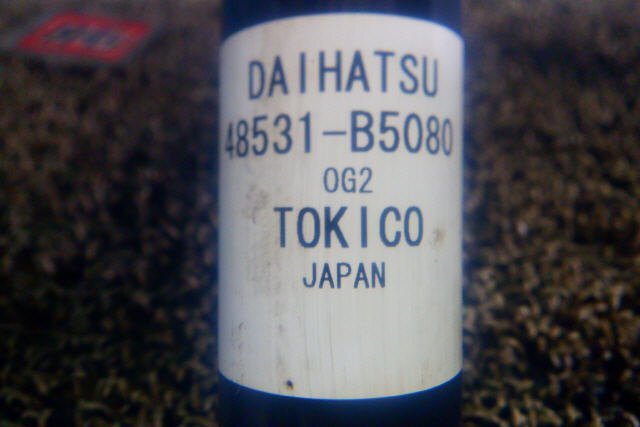 DAIHATSU
48531-B5080
OG2
TOKICO
JAPAN